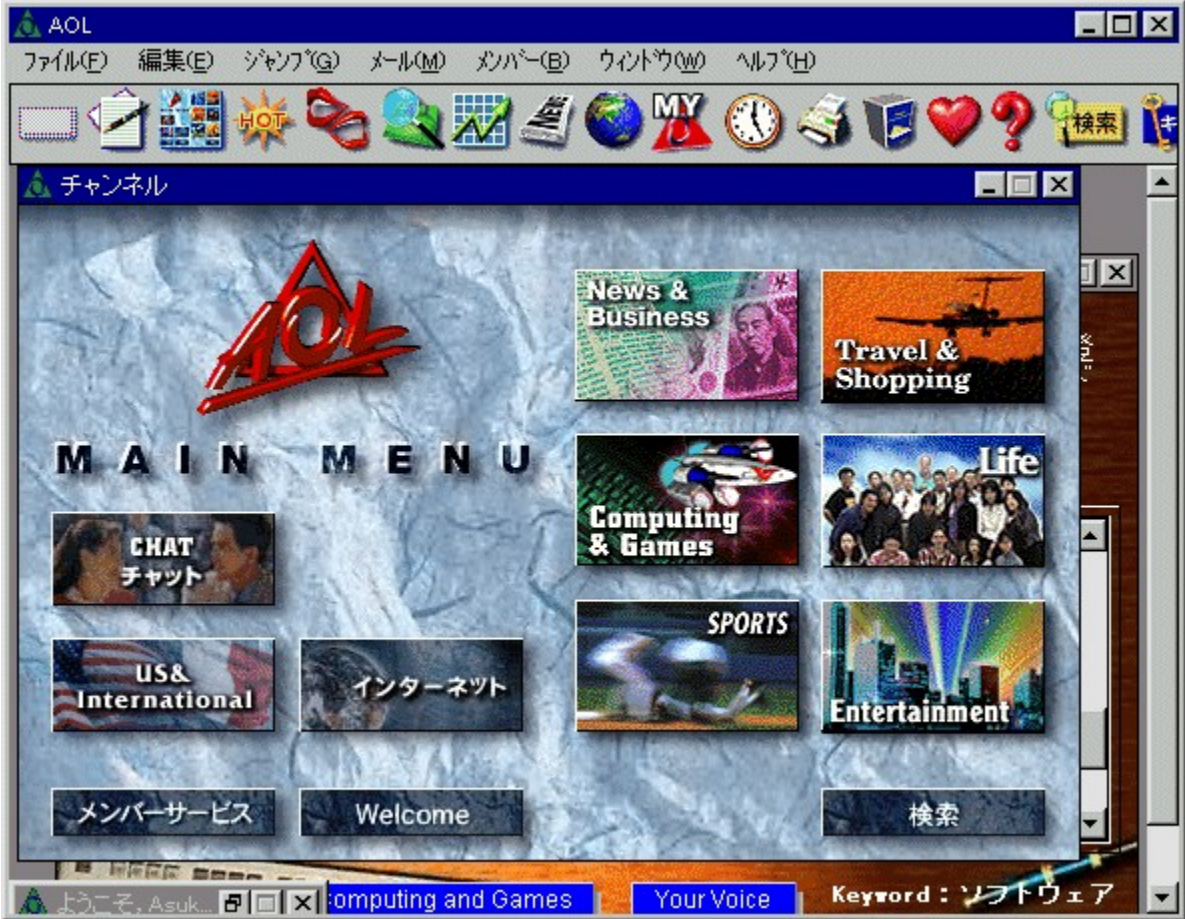 AOL
ファイル(F) 編集(E) ジャンプ(G) メール(M) メンバー(B) ウィンドウ(W) ヘルプ(H)
HOT
NEWS
MY
検索
キ
チャンネル
AOL
MAIN MENU
News &
Business
Travel &
Shopping
Computing
& Games
Life
CHAT
チャット
SPORTS
Entertainment
US&
International
インターネット
メンバーサービス
Welcome
検索
ようこそ, Asuk...
omputing and Games
Your Voice
Keyword : ソフトウェア